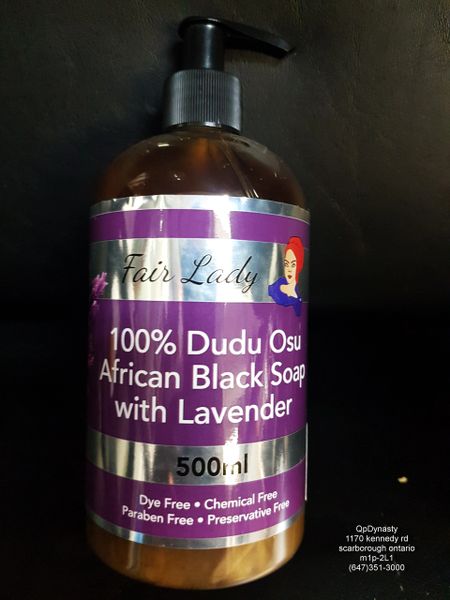 Fair Lady
100% Dudu Osu
African Black Soap
with Lavender
500ml
Dye Free • Chemical Free
Paraben Free • Preservative Free
QpDynasty
1170 kennedy rd
scarborough ontario
m1p-2L1
(647)351-3000